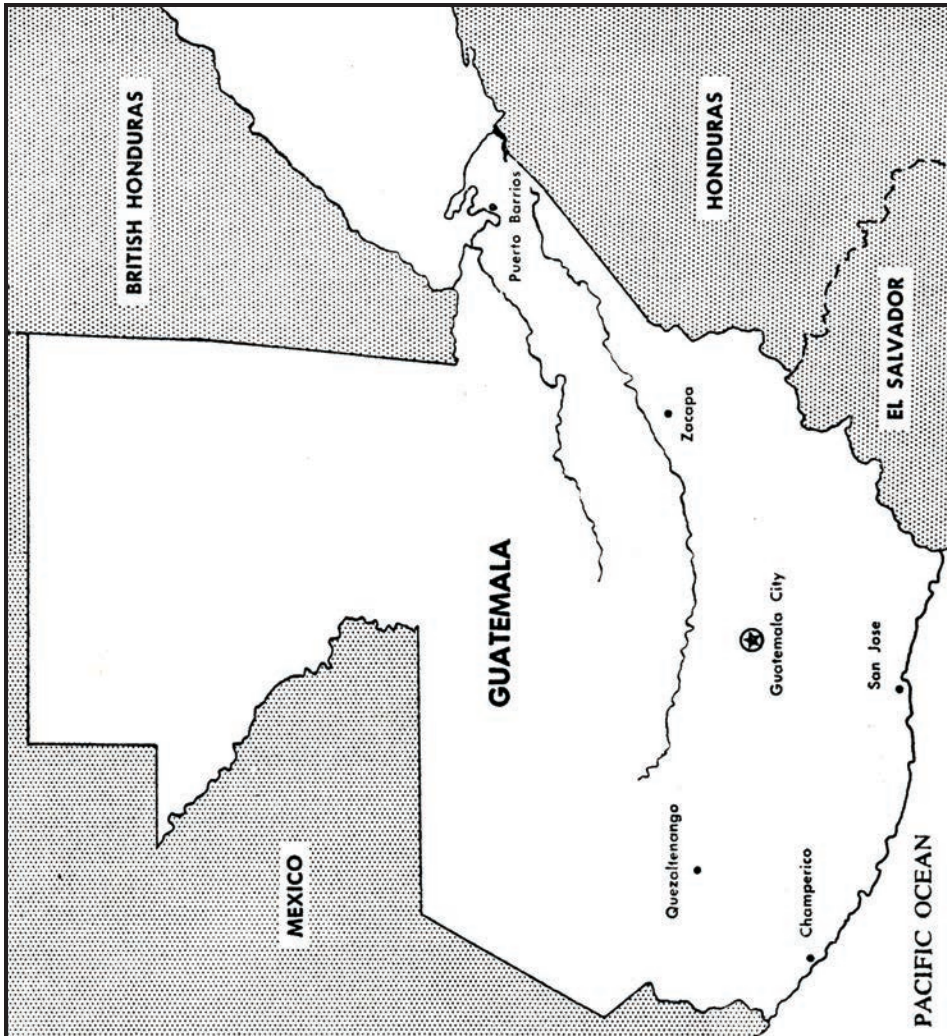 BRITISH HONDURAS
MEXICO
GUATEMALA
Puerto Barrios
HONDURAS
EL SALVADOR
Zacapa
Quezaltenango
Guatemala City
Champerico
San Jose
PACIFIC OCEAN